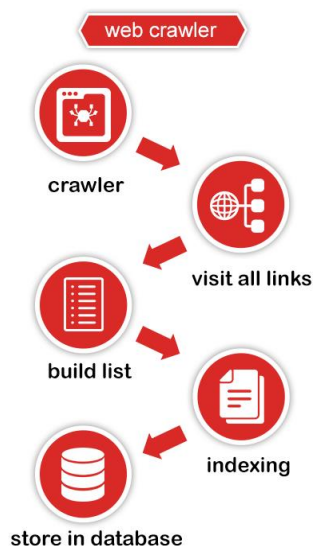 web crawler
crawler
visit all links
build list
indexing
store in database